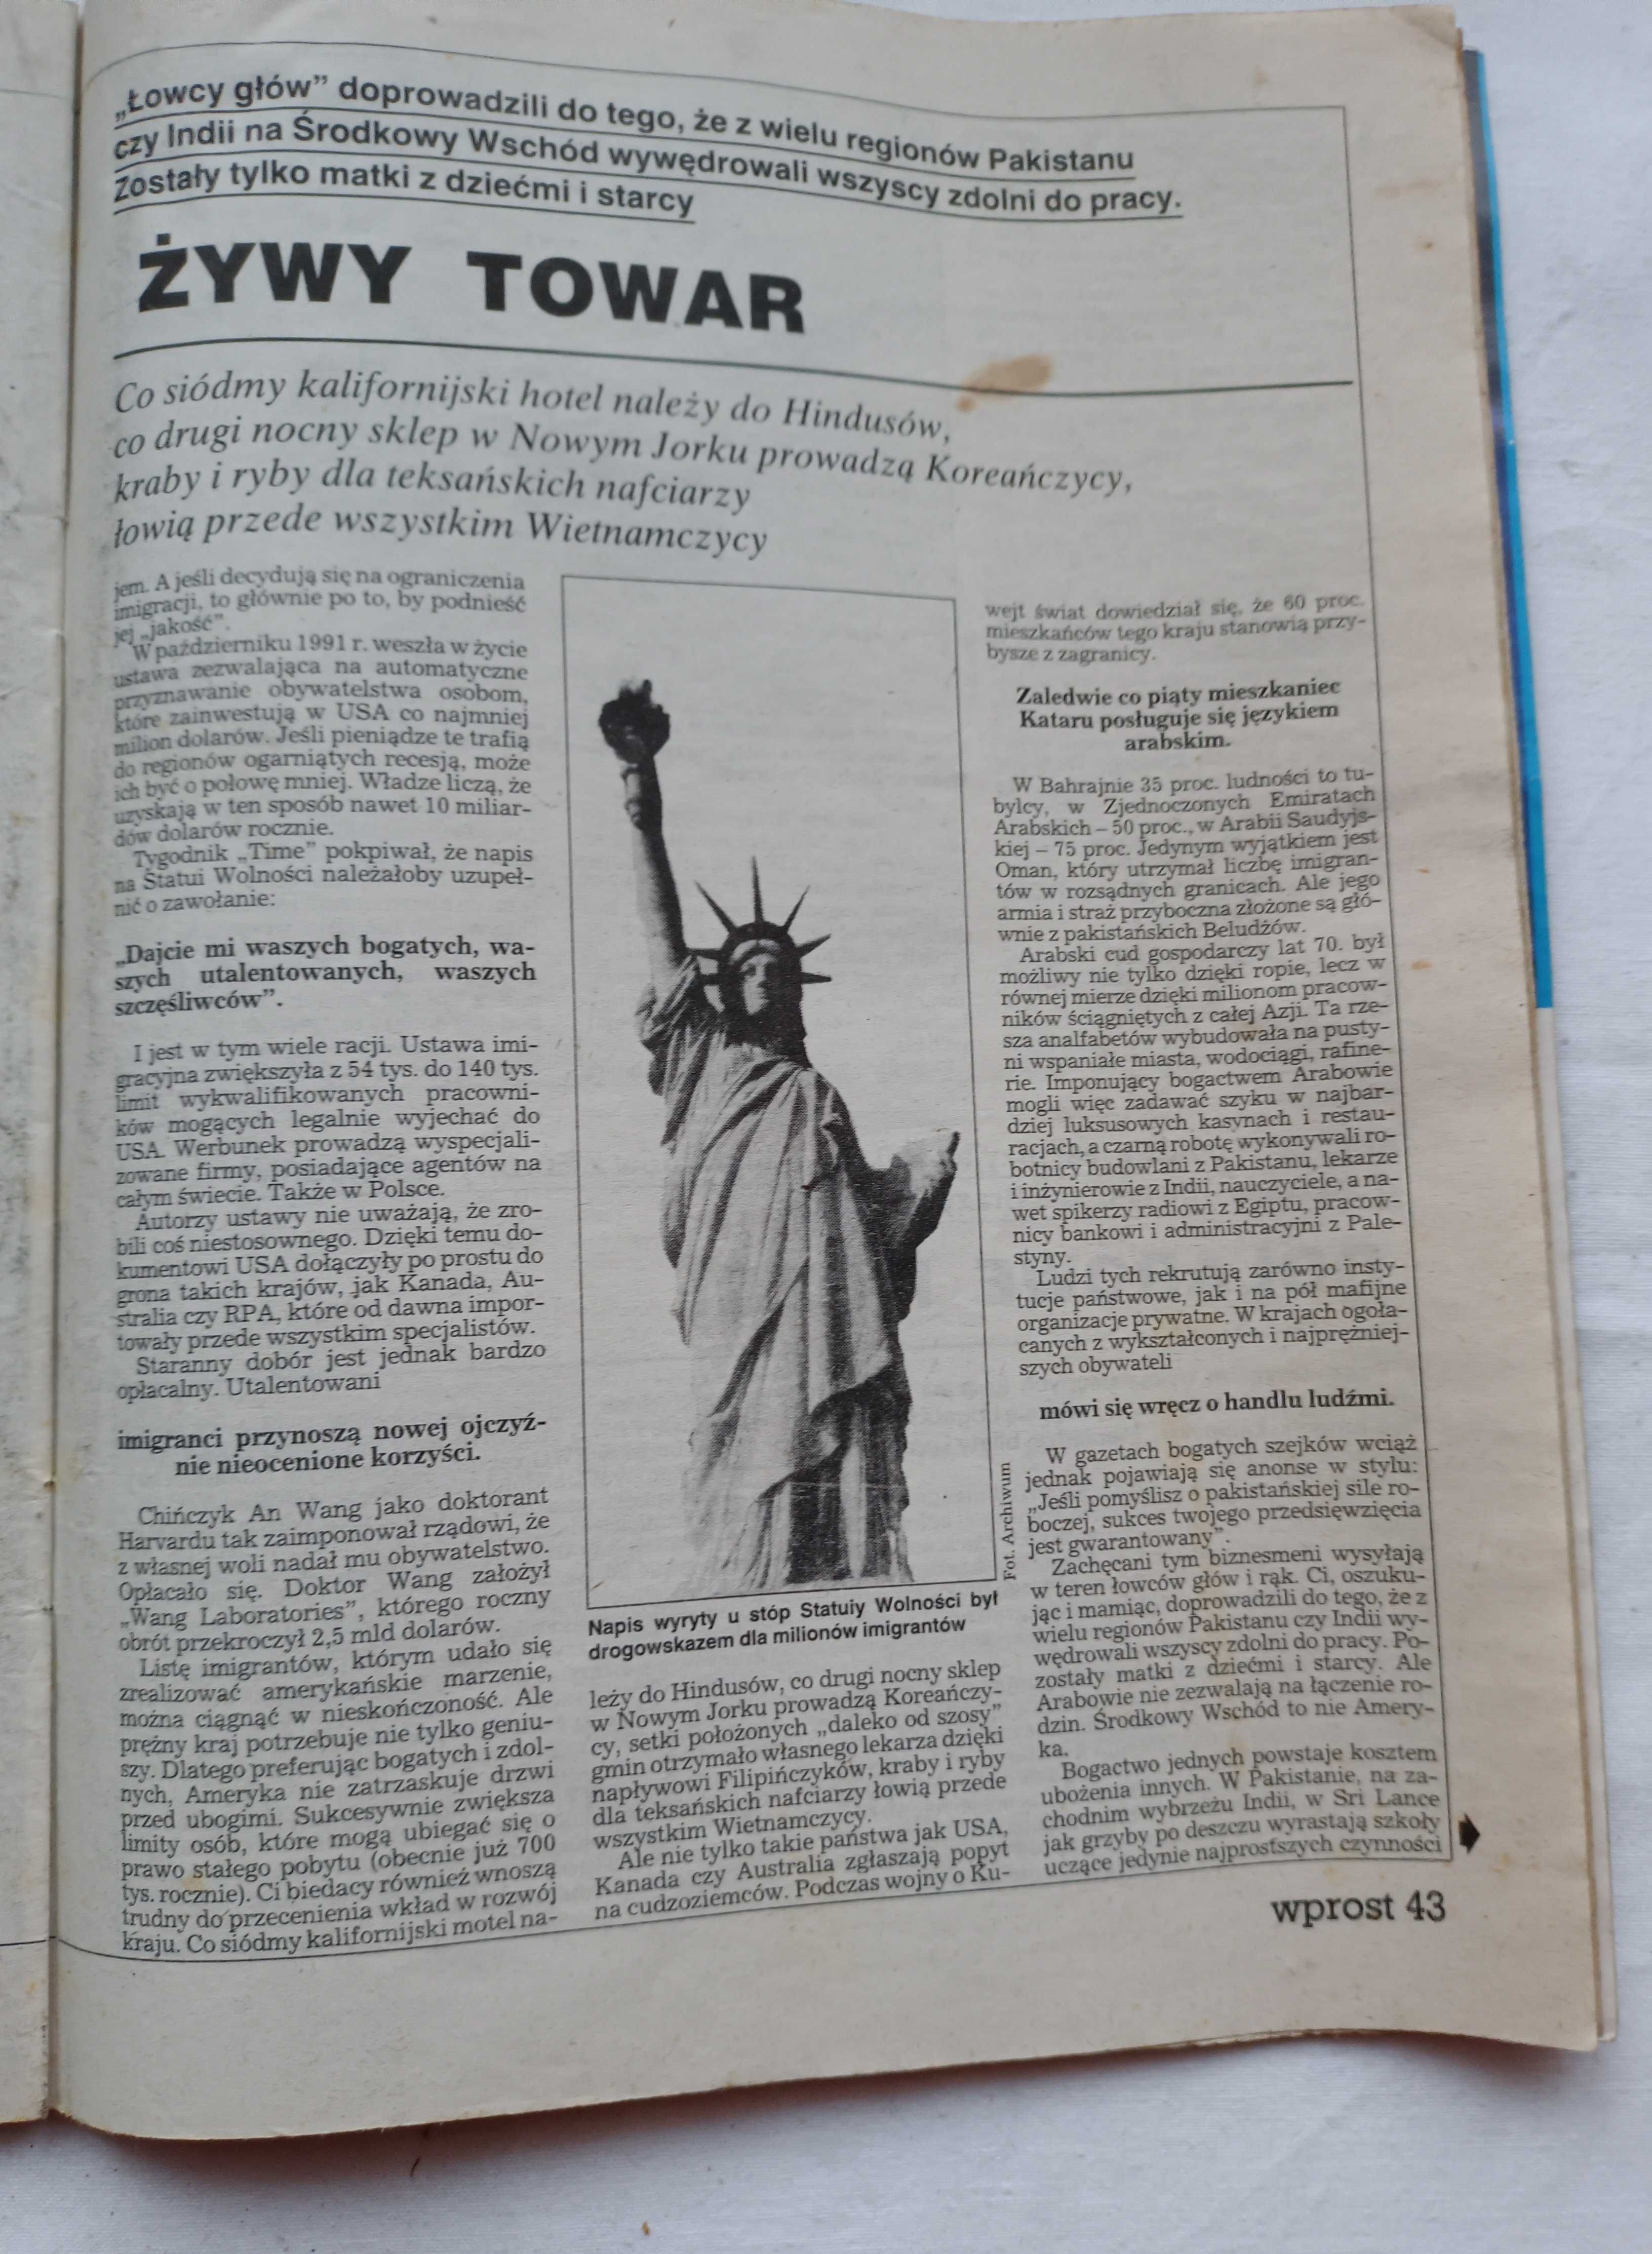 „Łowcy głów” doprowadzili do tego, że z wielu regionów Pakistanu
czy Indii na Środkowy Wschód wywędrowali wszyscy zdolni do pracy.
Zostały tylko matki z dziećmi i starcy
ŻYWY TOWAR
Co siódmy kalifornijski hotel należy do Hindusów,
co drugi nocny sklep w Nowym Jorku prowadzą Koreańczycy,
kraby i ryby dla teksańskich nafciarzy
łowią przede wszystkim Wietnamczycy
jem. A jeśli decydują się na ograniczenia
imigracji, to głównie po to, by podnieść
jej „jakość”.
W październiku 1991 r. weszła w życie
ustawa zezwalająca na automatyczne
przyznawanie obywatelstwa osobom,
które zainwestują w USA co najmniej
milion dolarów. Jeśli pieniądze te trafią
do regionów ogarniątych recesją, może
ich być o połowę mniej. Władze liczą, że
uzyskają w ten sposób nawet 10 miliar-
dów dolarów rocznie.
Tygodnik „Time” pokpiwał, że napis
na Statui Wolności należałoby uzupeł-
nić o zawołanie:
„Dajcie mi waszych bogatych, wa-
szych utalentowanych, waszych
szczęśliwców”.
I jest w tym wiele racji. Ustawa imi-
gracyjna zwiększyła z 54 tys. do 140 tys.
limit wykwalifikowanych pracowni-
ków mogących legalnie wyjechać do
USA. Werbunek prowadzą wyspecjali-
zowane firmy, posiadające agentów na
całym świecie. Także w Polsce.
Autorzy ustawy nie uważają, że zro-
bili coś niestosownego. Dzięki temu do-
kumentowi USA dołączyły po prostu do
grona takich krajów, jak Kanada, Au-
stralia czy RPA, które od dawna impor-
towały przede wszystkim specjalistów.
Staranny dobór jest jednak bardzo
opłacalny. Utalentowani
imigranci przynoszą nowej ojczyź-
nie nieocenione korzyści.
Chińczyk An Wang jako doktorant
Harvardu tak zaimponował rządowi, że
z własnej woli nadał mu obywatelstwo.
Opłacało się. Doktor Wang założył
„Wang Laboratories”, którego roczny
obrót przekroczył 2,5 mld dolarów.
Listę imigrantów, którym udało się
zrealizować amerykańskie marzenie,
można ciągnąć w nieskończoność. Ale
prężny kraj potrzebuje nie tylko geniu-
szy. Dlatego preferując bogatych i zdol-
nych, Ameryka nie zatrzaskuje drzwi
przed ubogimi. Sukcesywnie zwiększa
limity osób, które mogą ubiegać się o
prawo stałego pobytu (obecnie już 700
tys. rocznie). Ci biedacy również wnoszą
trudny do przecenienia wkład w rozwój
kraju. Co siódmy kalifornijski motel na-
Fot. Archiwum
Napis wyryty u stóp Statuiy Wolności był
drogowskazem dla milionów imigrantów
leży do Hindusów, co drugi nocny sklep
w Nowym Jorku prowadzą Koreańczy-
cy, setki położonych „daleko od szosy”
gmin otrzymało własnego lekarza dzięki
napływowi Filipińczyków, kraby i ryby
dla teksańskich nafciarzy łowią przede
wszystkim Wietnamczycy.
Ale nie tylko takie państwa jak USA,
Kanada czy Australia zgłaszają popyt
na cudzoziemców. Podczas wojny o Ku-
wejt świat dowiedział się, że 60 proc.
mieszkańców tego kraju stanowią przy-
bysze z zagranicy.
Zaledwie co piąty mieszkaniec
Kataru posługuje się językiem
arabskim.
W Bahrajnie 35 proc. ludności to tu-
bylcy, w Zjednoczonych Emiratach
Arabskich – 50 proc., w Arabii Saudyjs-
kiej – 75 proc. Jedynym wyjątkiem jest
Oman, który utrzymał liczbę imigran-
tów w rozsądnych granicach. Ale jego
armia i straż przyboczna złożone są głó-
wnie z pakistańskich Beludżów.
Arabski cud gospodarczy lat 70. był
możliwy nie tylko dzięki ropie, lecz w
równej mierze dzięki milionom pracow-
ników ściągniętych z całej Azji. Ta rze-
sza analfabetów wybudowała na pusty-
ni wspaniałe miasta, wodociągi, rafine-
rie. Imponujący bogactwem Arabowie
mogli więc zadawać szyku w najbar-
dziej luksusowych kasynach i restau-
racjach, a czarną robotę wykonywali ro-
botnicy budowlani z Pakistanu, lekarze
i inżynierowie z Indii, nauczyciele, a na-
wet spikerzy radiowi z Egiptu, pracow-
nicy bankowi i administracyjni z Pale-
styny.
Ludzi tych rekrutują zarówno insty-
tucje państwowe, jak i na pół mafijne
organizacje prywatne. W krajach ogoła-
canych z wykształconych i najprężniej-
szych obywateli
mówi się wręcz o handlu ludźmi.
W gazetach bogatych szejków wciąż
jednak pojawiają się anonse w stylu:
„Jeśli pomyślisz o pakistańskiej sile ro-
boczej, sukces twojego przedsięwzięcia
jest gwarantowany”.
Zachęcani tym biznesmeni wysyłają
w teren łowców głów i rąk. Ci, oszuku-
jąc i mamiąc, doprowadzili do tego, że z
wielu regionów Pakistanu czy Indii wy-
wędrowali wszyscy zdolni do pracy. Po-
zostały matki z dziećmi i starcy. Ale
Arabowie nie zezwalają na łączenie ro-
dzin. Środkowy Wschód to nie Amery-
ka.
Bogactwo jednych powstaje kosztem
ubożenia innych. W Pakistanie, na za-
chodnim wybrzeżu Indii, w Sri Lance
jak grzyby po deszczu wyrastają szkoły
uczące jedynie najprostszych czynności
wprost 43